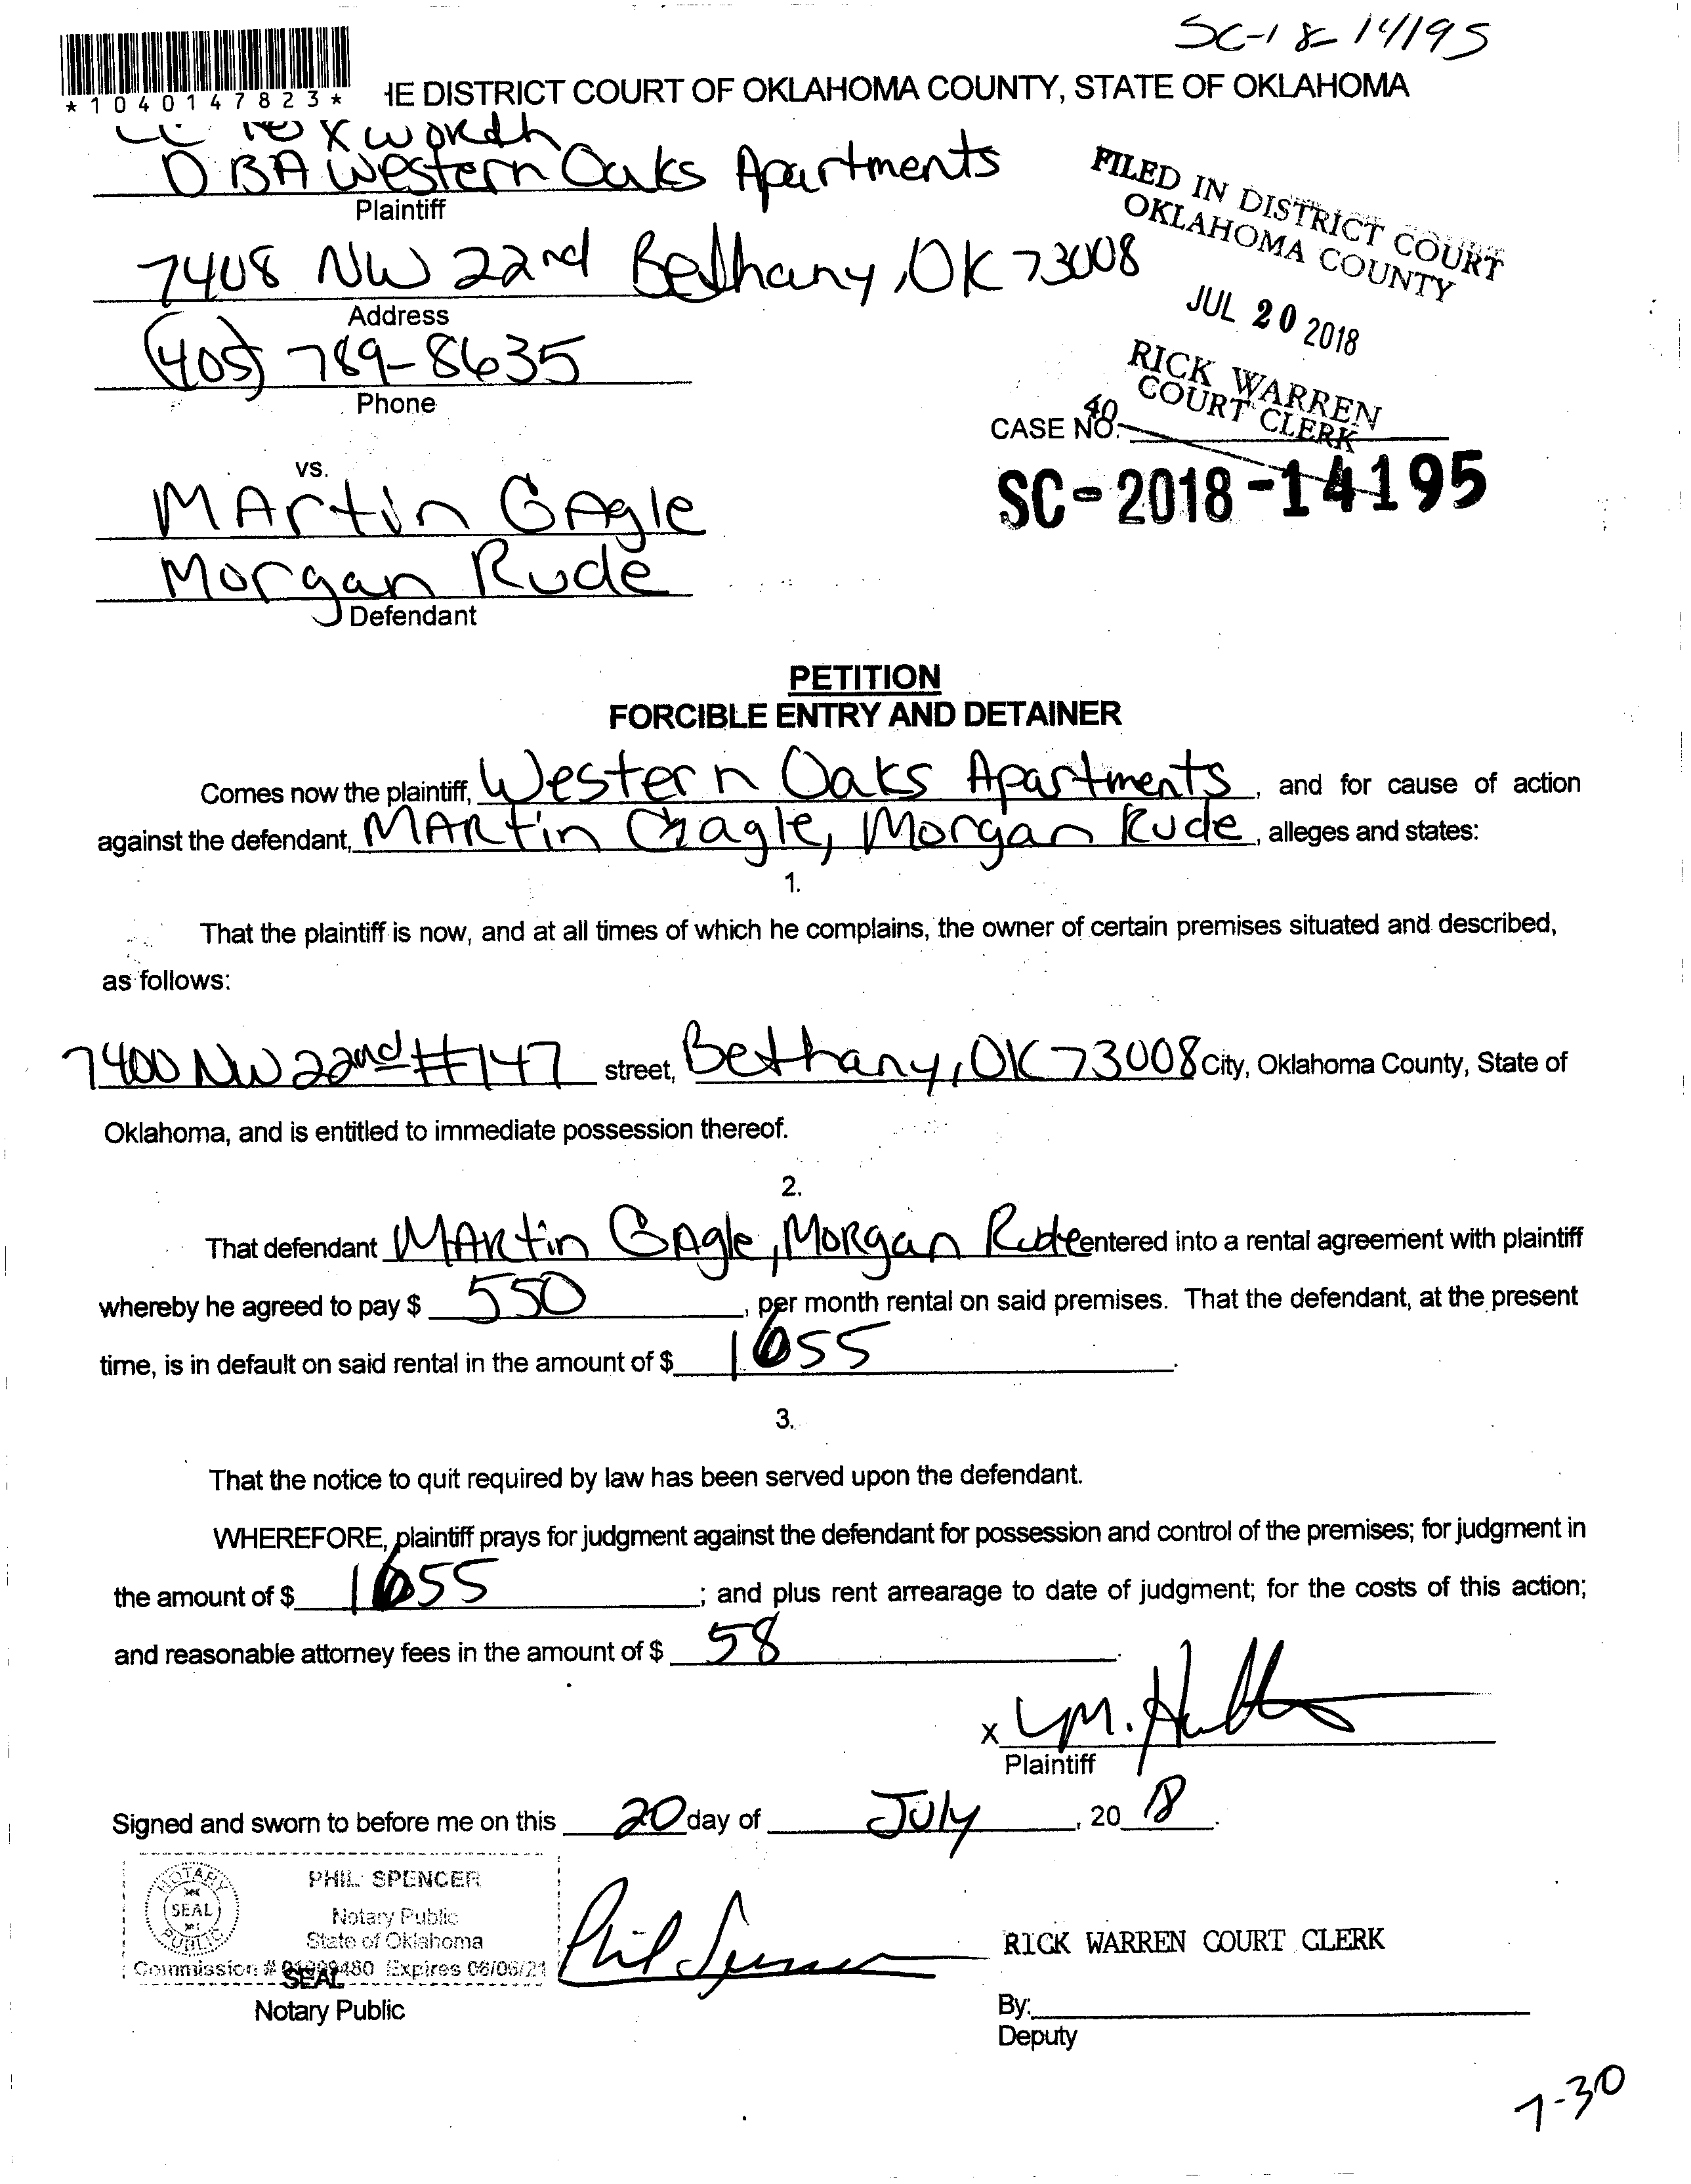 SC-18-14195
*1040147823*
HE DISTRICT COURT OF OKLAHOMA COUNTY, STATE OF OKLAHOMA
DBA Western Oaks Apartments
Plaintiff
FILED IN DISTRICT COURT
OKLAHOMA COUNTY
7408 NW 22nd Bethany, OK 73008
Address
JUL 20 2018
(405) 789-8635
Phone
RICK WARREN
COURT CLERK
40
CASE NO.
SC-2018-14195
vs.
MArtin GAgle
Morgan Rude
Defendant
PETITION
FORCIBLE ENTRY AND DETAINER
Comes now the plaintiff, Western Oaks Apartments, and for cause of action
against the defendant, MARtin Gagle, Morgan Rude, alleges and states:
1.
That the plaintiff is now, and at all times of which he complains, the owner of certain premises situated and described,
as follows:
7400 NW 22nd #147 street, Bethany, OK 73008 City, Oklahoma County, State of
Oklahoma, and is entitled to immediate possession thereof.
2.
That defendant MARtin GAgle, MoRgan Rude entered into a rental agreement with plaintiff
whereby he agreed to pay $ 550, per month rental on said premises. That the defendant, at the present
time, is in default on said rental in the amount of $ 1655.
3.
That the notice to quit required by law has been served upon the defendant.
WHEREFORE, plaintiff prays for judgment against the defendant for possession and control of the premises; for judgment in
the amount of $ 1655; and plus rent arrearage to date of judgment; for the costs of this action;
and reasonable attorney fees in the amount of $ 58.
X
Plaintiff
Signed and sworn to before me on this 20 day of July, 20 18.
NOTARY PUBLIC SEAL
PHIL SPENCER
Notary Public
State of Oklahoma
Commission # Expires 06/06/21
SEAL
Notary Public
Phil Spencer
RICK WARREN COURT CLERK
By:
Deputy
7-30